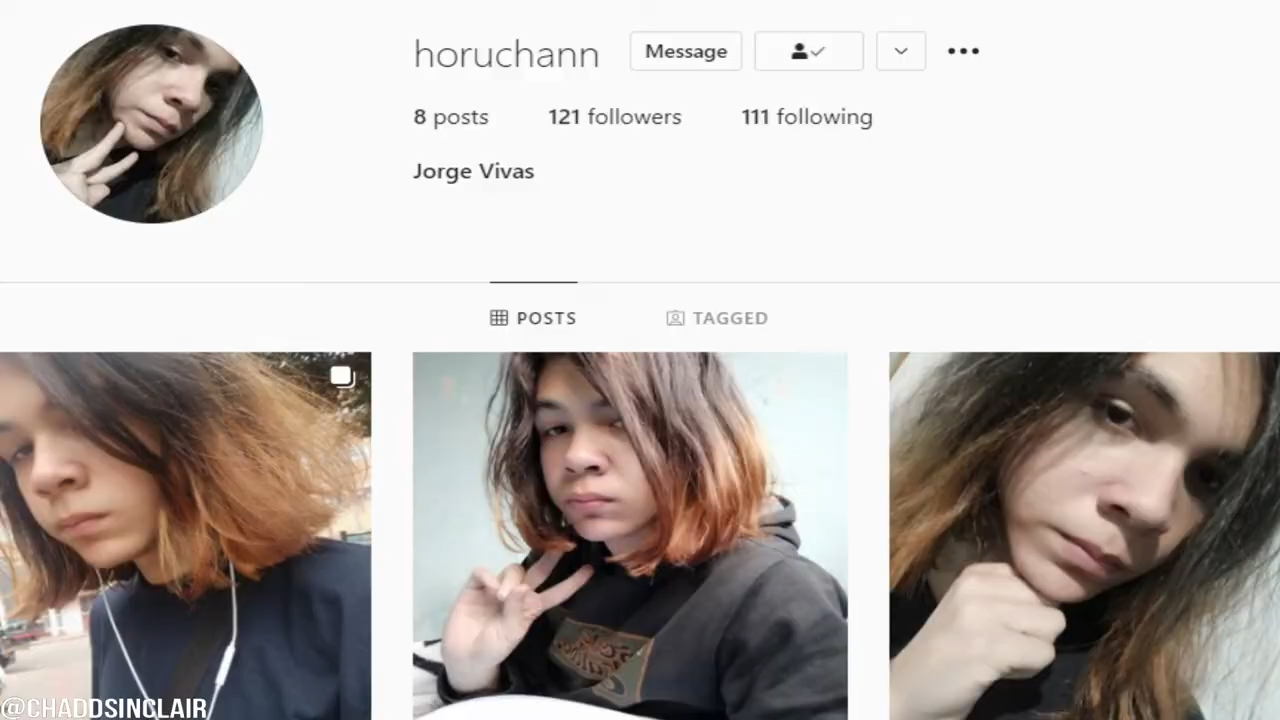 horuchann Message
8 posts 121 followers 111 following
Jorge Vivas
POSTS TAGGED
@CHADDSINCLAIR